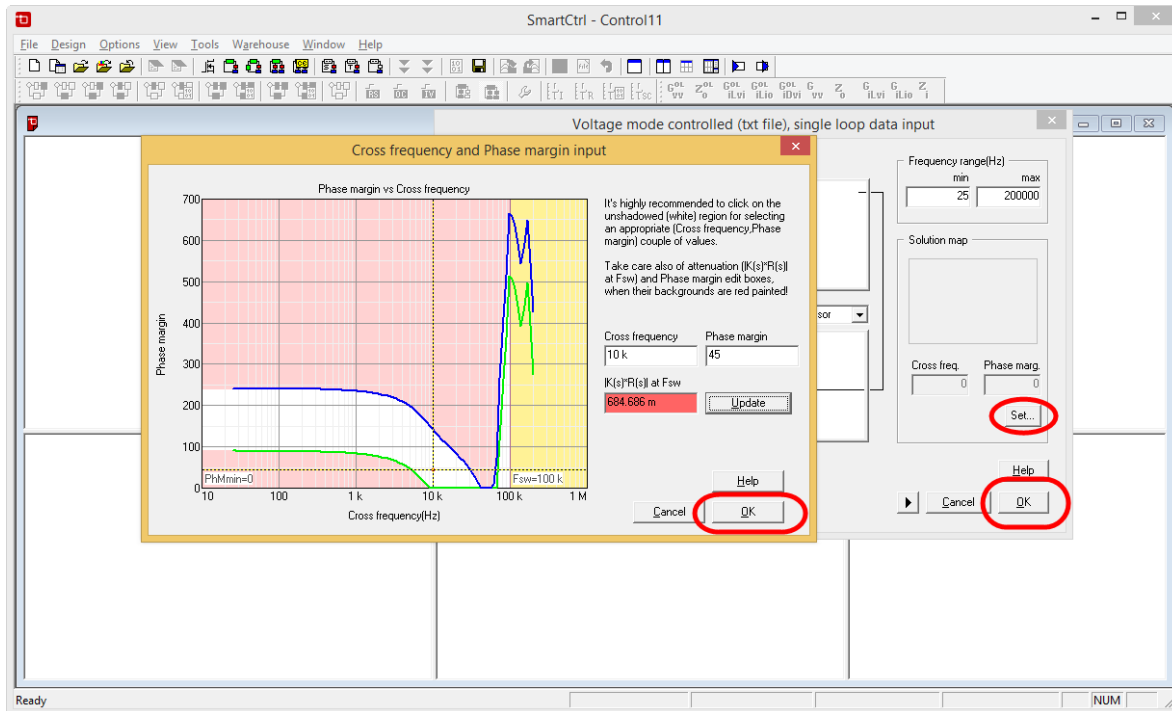 SmartCtrl - Control11
File Design Options View Tools Warehouse Window Help
Voltage mode controlled (txt file), single loop data input
Cross frequency and Phase margin input
Phase margin vs Cross frequency
700
600
500
400
300
200
100
0
Phase margin
PhMmin=0
Fsw=100 k
10
100
1 k
10 k
100 k
1 M
Cross frequency(Hz)
It's highly recommended to click on the
unshadowed (white) region for selecting
an appropriate (Cross frequency,Phase
margin) couple of values.
Take care also of attenuation (|K(s)*R(s)|
at Fsw) and Phase margin edit boxes,
when their backgrounds are red painted!
Cross frequency
Phase margin
10 k
45
|K(s)*R(s)| at Fsw
684.686 m
Update
Help
Cancel
OK
sor
Frequency range(Hz)
min
max
25
200000
Solution map
Cross freq.
Phase marg.
0
0
Set...
Help
Cancel
OK
Ready
NUM